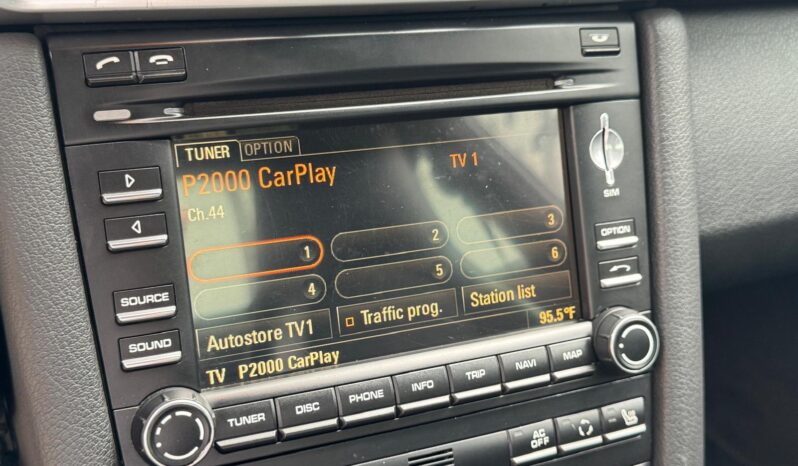 TUNER OPTION
P2000 CarPlay TV 1
Ch.44
1 2 3
4 5 6
Autostore TV1 Traffic prog. Station list
95.5°F
TV P2000 CarPlay
SIM
OPTION
SOURCE
SOUND
TUNER DISC PHONE INFO TRIP NAVI MAP
AC OFF